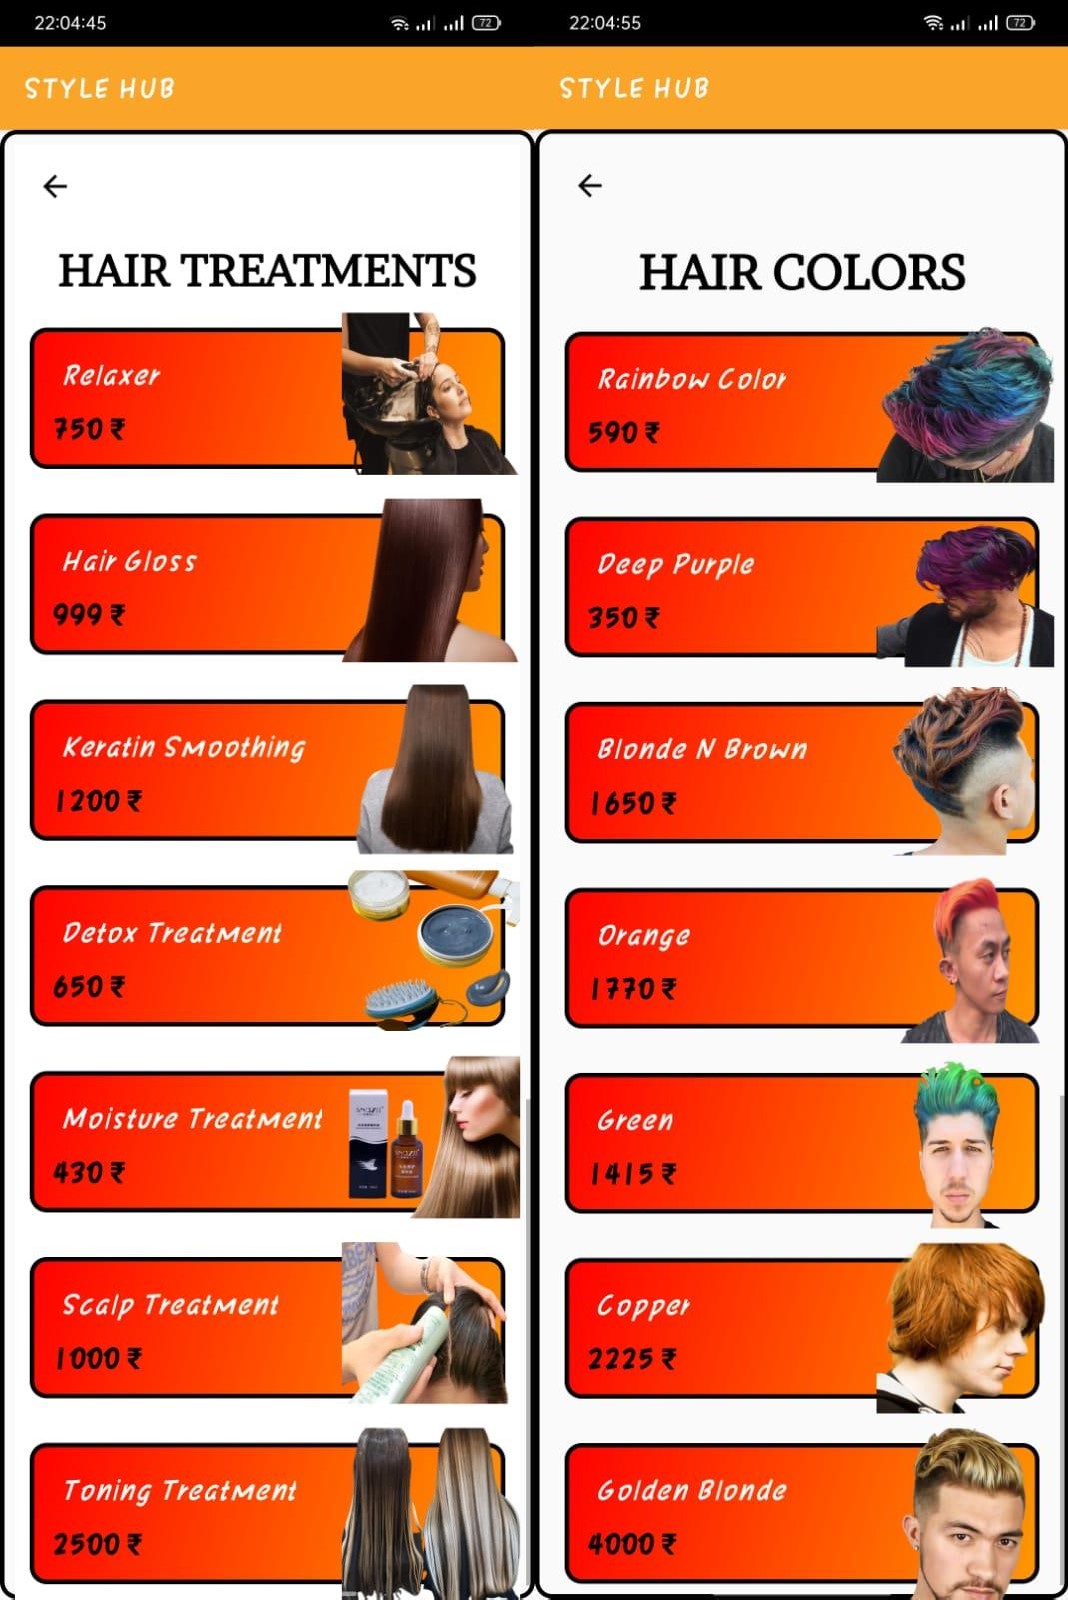 22:04:45
72
STYLE HUB
HAIR TREATMENTS
Relaxer
750 ₹
Hair Gloss
999 ₹
Keratin Smoothing
1200 ₹
Detox Treatment
650 ₹
Moisture Treatment
430 ₹
Scalp Treatment
1000 ₹
Toning Treatment
2500 ₹
22:04:55
72
STYLE HUB
HAIR COLORS
Rainbow Color
590 ₹
Deep Purple
350 ₹
Blonde N Brown
1650 ₹
Orange
1770 ₹
Green
1415 ₹
Copper
2225 ₹
Golden Blonde
4000 ₹